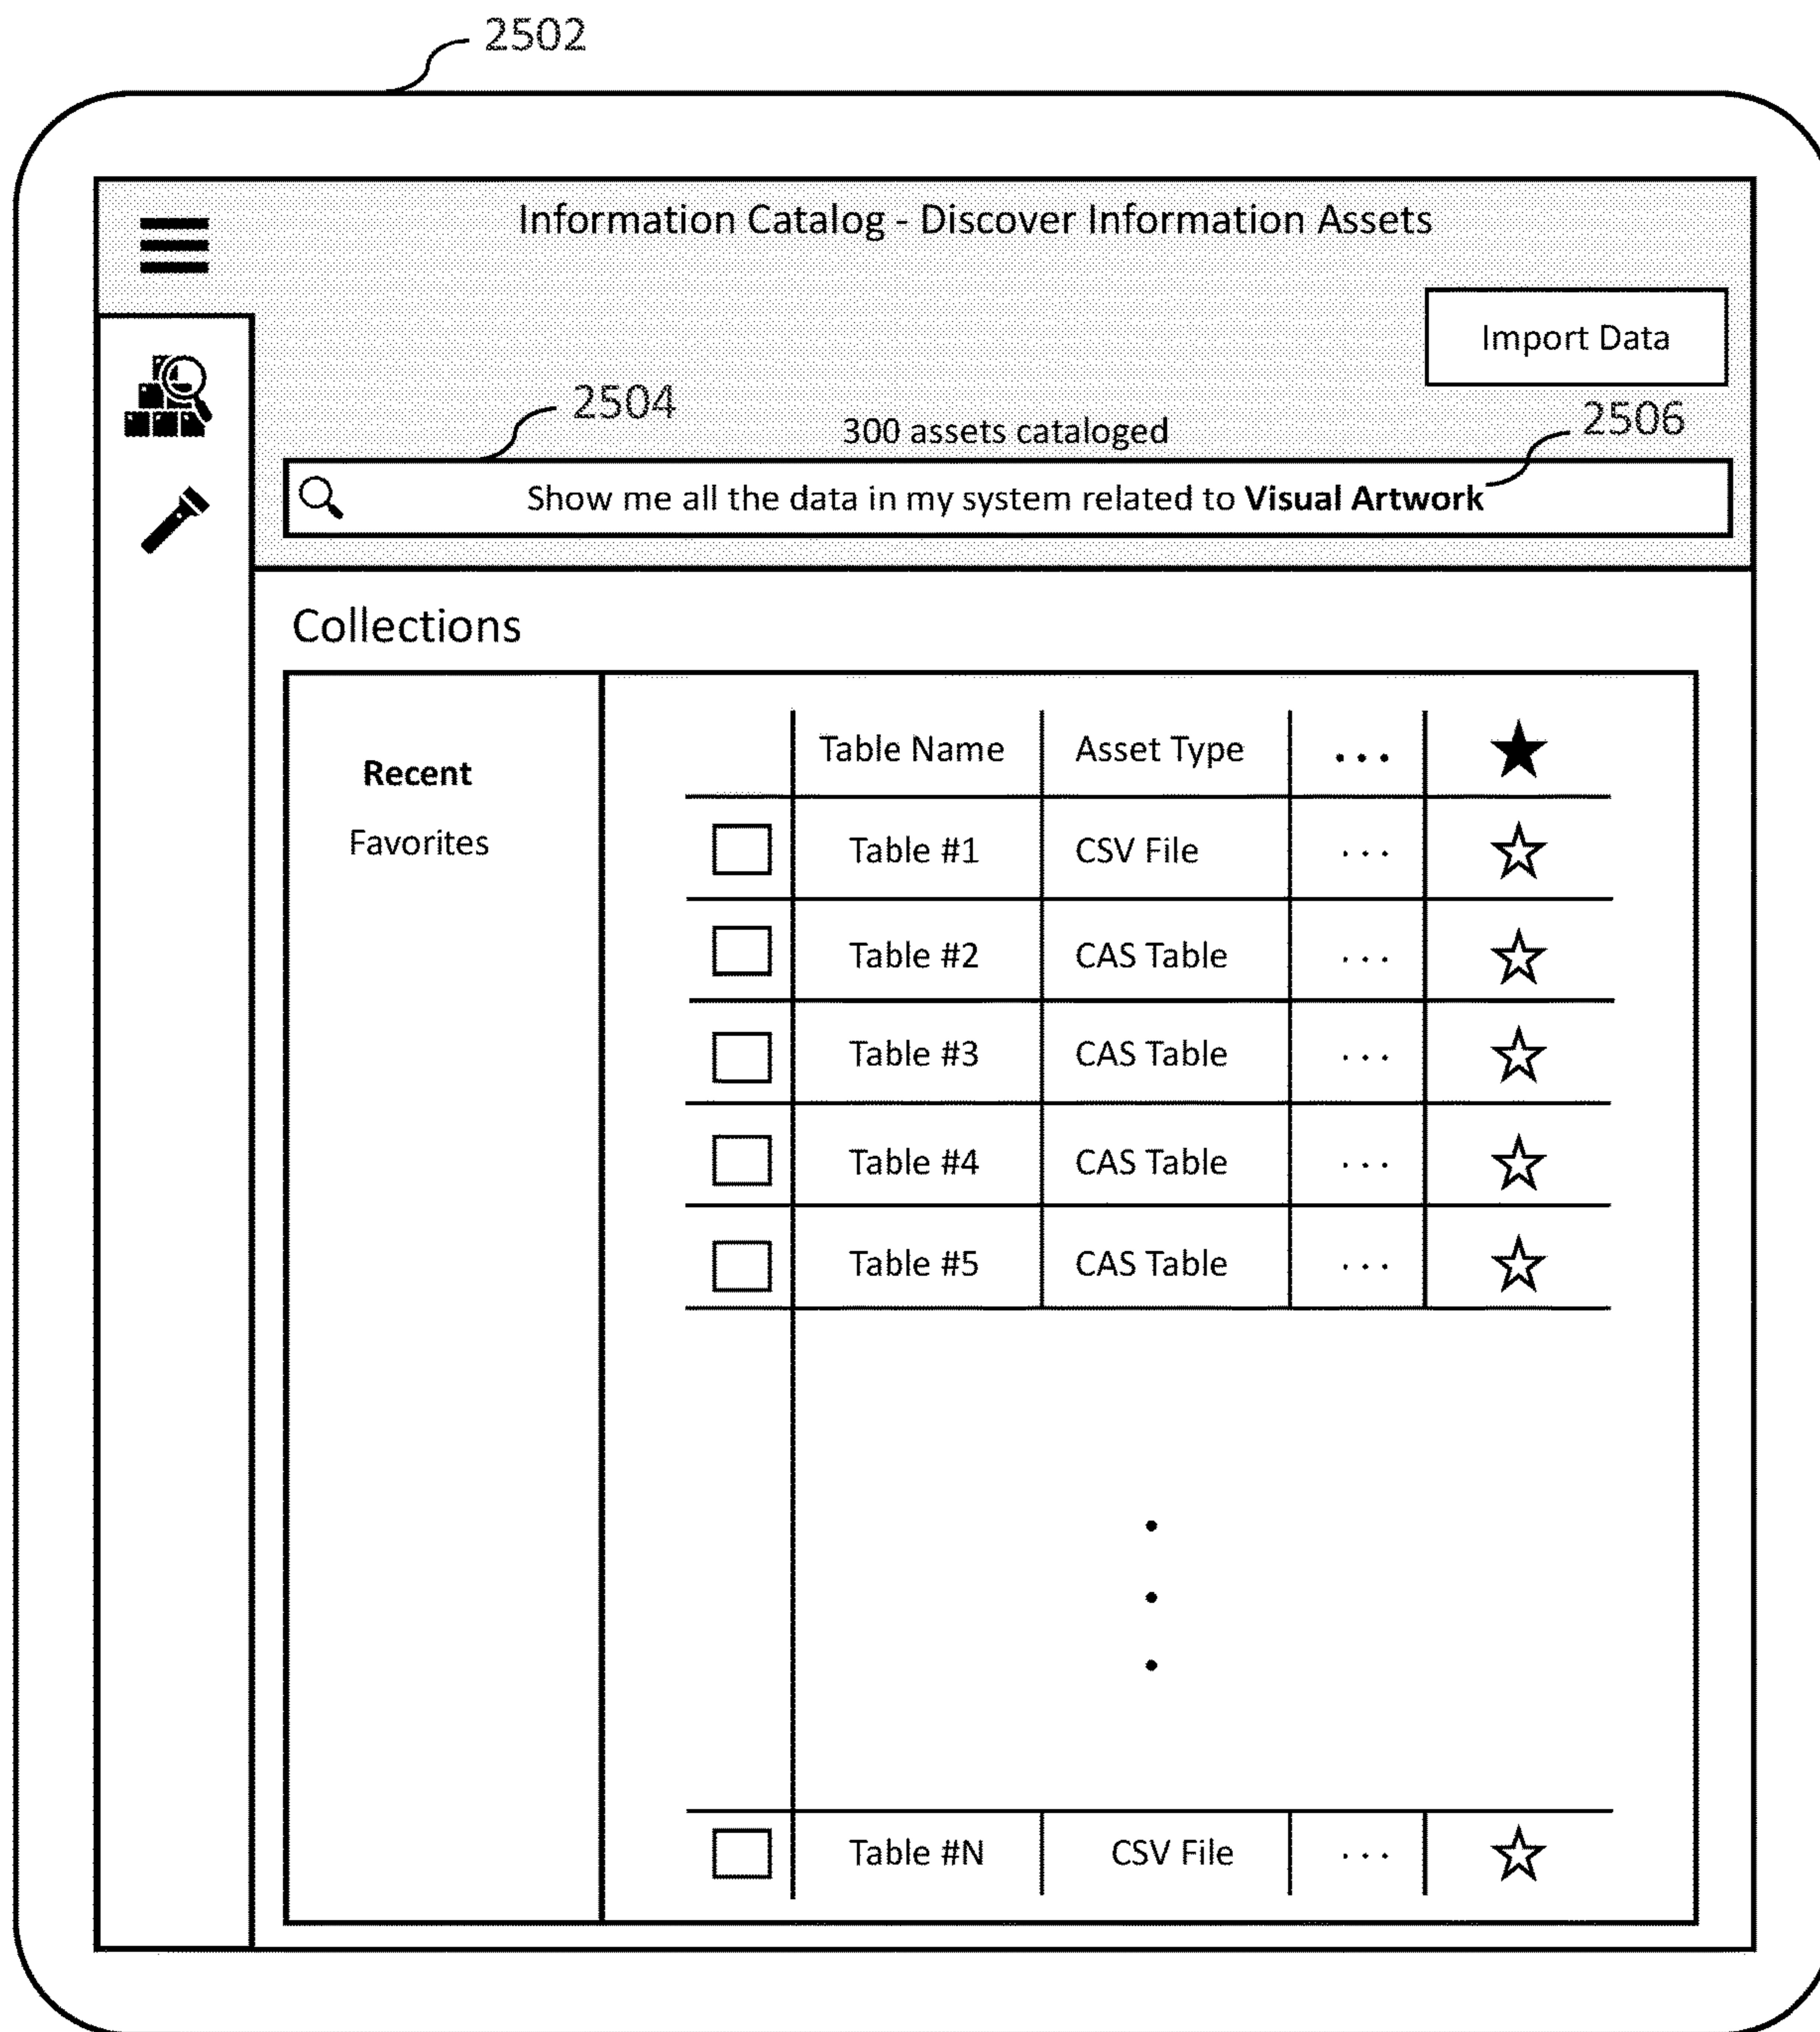 2502
Information Catalog - Discover Information Assets
Import Data
2504
300 assets cataloged
2506
Show me all the data in my system related to Visual Artwork
Collections
Recent
Favorites
Table Name Asset Type ...
Table #1 CSV File ...
Table #2 CAS Table ...
Table #3 CAS Table ...
Table #4 CAS Table ...
Table #5 CAS Table ...
Table #N CSV File ...